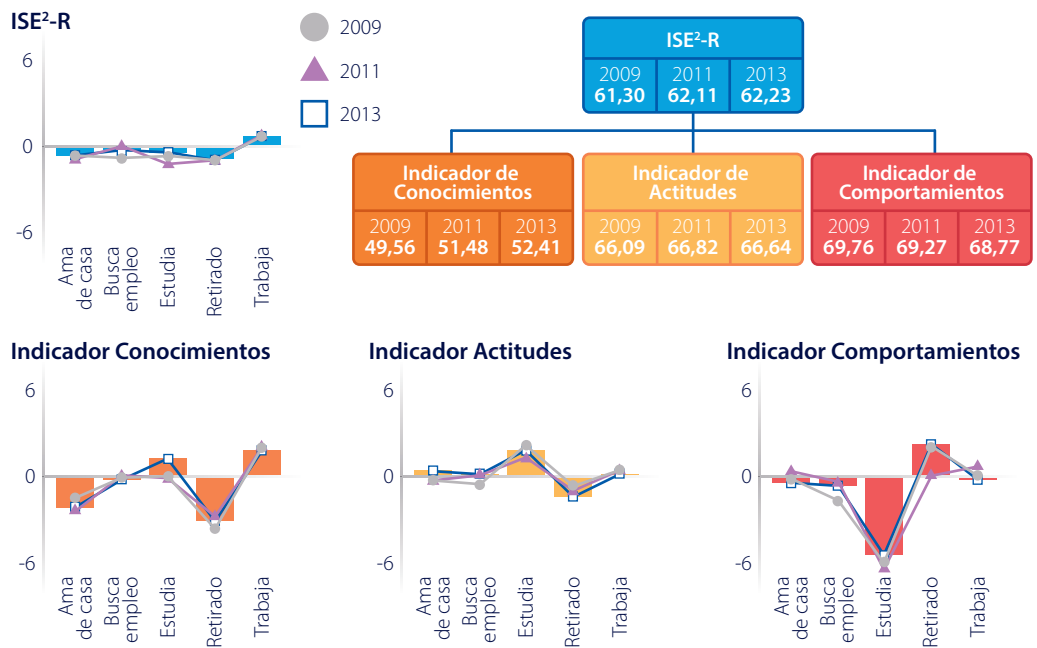 ISE²-R
6
0
-6
Ama
de casa
Busca
empleo
Estudia
Retirado
Trabaja
2009
2011
2013
ISE²-R
2009 2011 2013
61,30 62,11 62,23
Indicador de
Conocimientos
2009 2011 2013
49,56 51,48 52,41
Indicador de
Actitudes
2009 2011 2013
66,09 66,82 66,64
Indicador de
Comportamientos
2009 2011 2013
69,76 69,27 68,77
Indicador Conocimientos
6
0
-6
Ama
de casa
Busca
empleo
Estudia
Retirado
Trabaja
Indicador Actitudes
6
0
-6
Ama
de casa
Busca
empleo
Estudia
Retirado
Trabaja
Indicador Comportamientos
6
0
-6
Ama
de casa
Busca
empleo
Estudia
Retirado
Trabaja